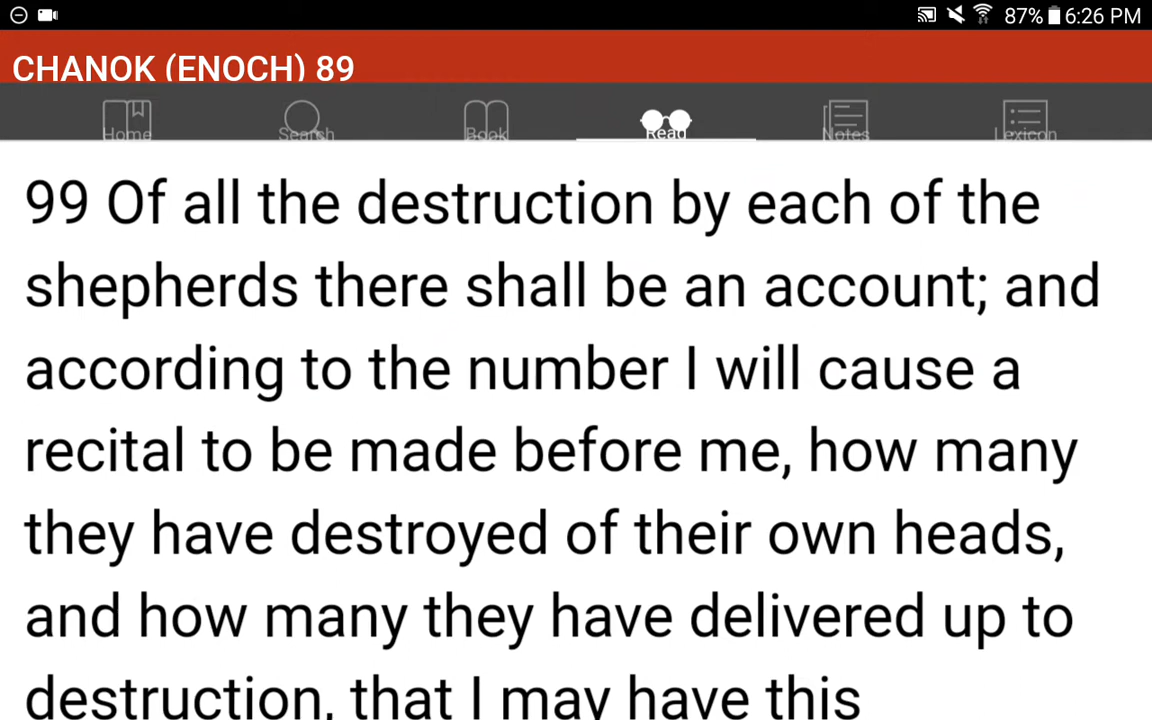 87% 6:26 PM
CHANOK (ENOCH) 89
Home Search Book Read Notes Lexicon
99 Of all the destruction by each of the
shepherds there shall be an account; and
according to the number I will cause a
recital to be made before me, how many
they have destroyed of their own heads,
and how many they have delivered up to
destruction, that I may have this